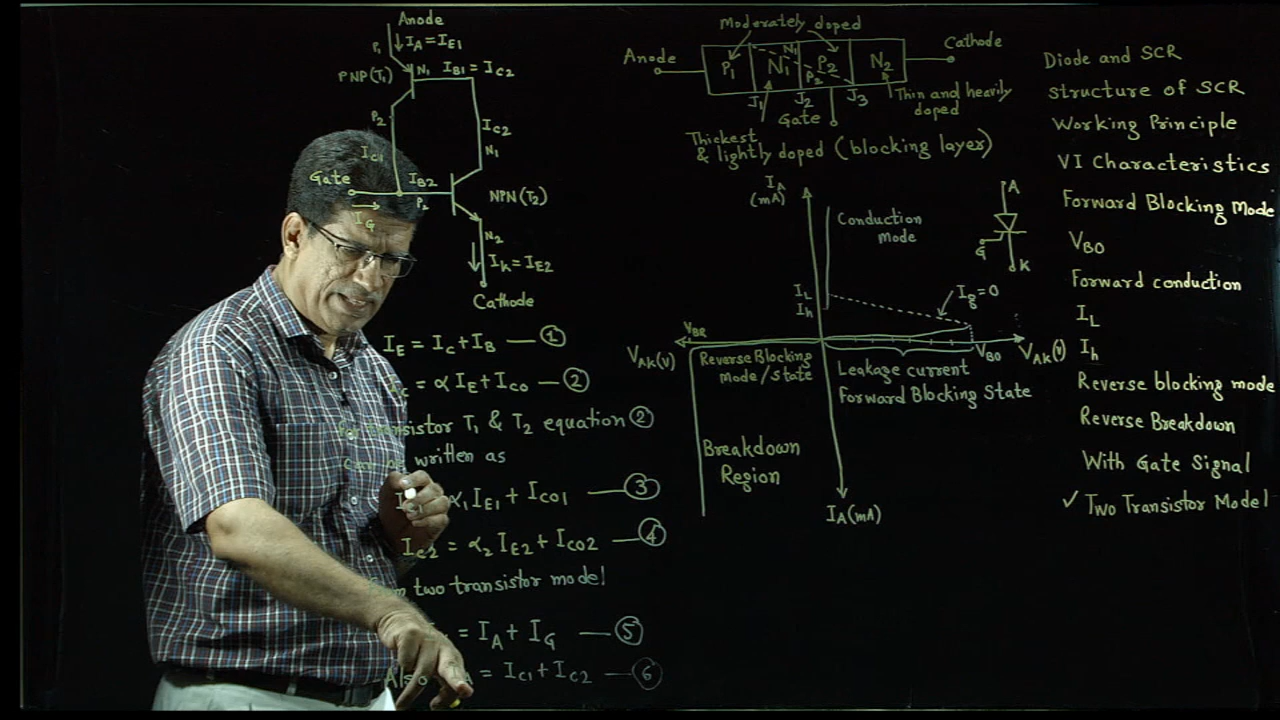 Anode
P1 I_A = I_E1
PNP(T1) N1 I_B1 = I_C2
P2
I_C2
N1
I_C1
Gate I_B2
P2
NPN(T2)
I_G
N2
I_K = I_E2
Cathode
I_E = I_C + I_B — ①
= α I_E + I_CO — ②
transistor T1 & T2 equation ②
written as
α1 I_E1 + I_CO1 — ③
I_C2 = α2 I_E2 + I_CO2 — ④
two transistor model
= I_A + I_G — ⑤
Also = I_C1 + I_C2 — ⑥
Moderately doped
Anode P1 N1 N1 P2 P2 N2 Cathode
J1 J2 J3
Gate
Thin and heavily
doped
Thickest
& lightly doped (blocking layer)
I_A
(mA)
Conduction
mode
A
G
K
I_L
I_h
I_g = 0
V_BR
V_AK(V)
V_BO
V_AK(V)
Reverse Blocking
mode/state
Leakage current
Forward Blocking State
Breakdown
Region
I_A(mA)
Diode and SCR
structure of SCR
Working Principle
VI Characteristics
Forward Blocking Mode
V_BO
Forward conduction
I_L
I_h
Reverse blocking mode
Reverse Breakdown
With Gate Signal
✓ Two Transistor Model